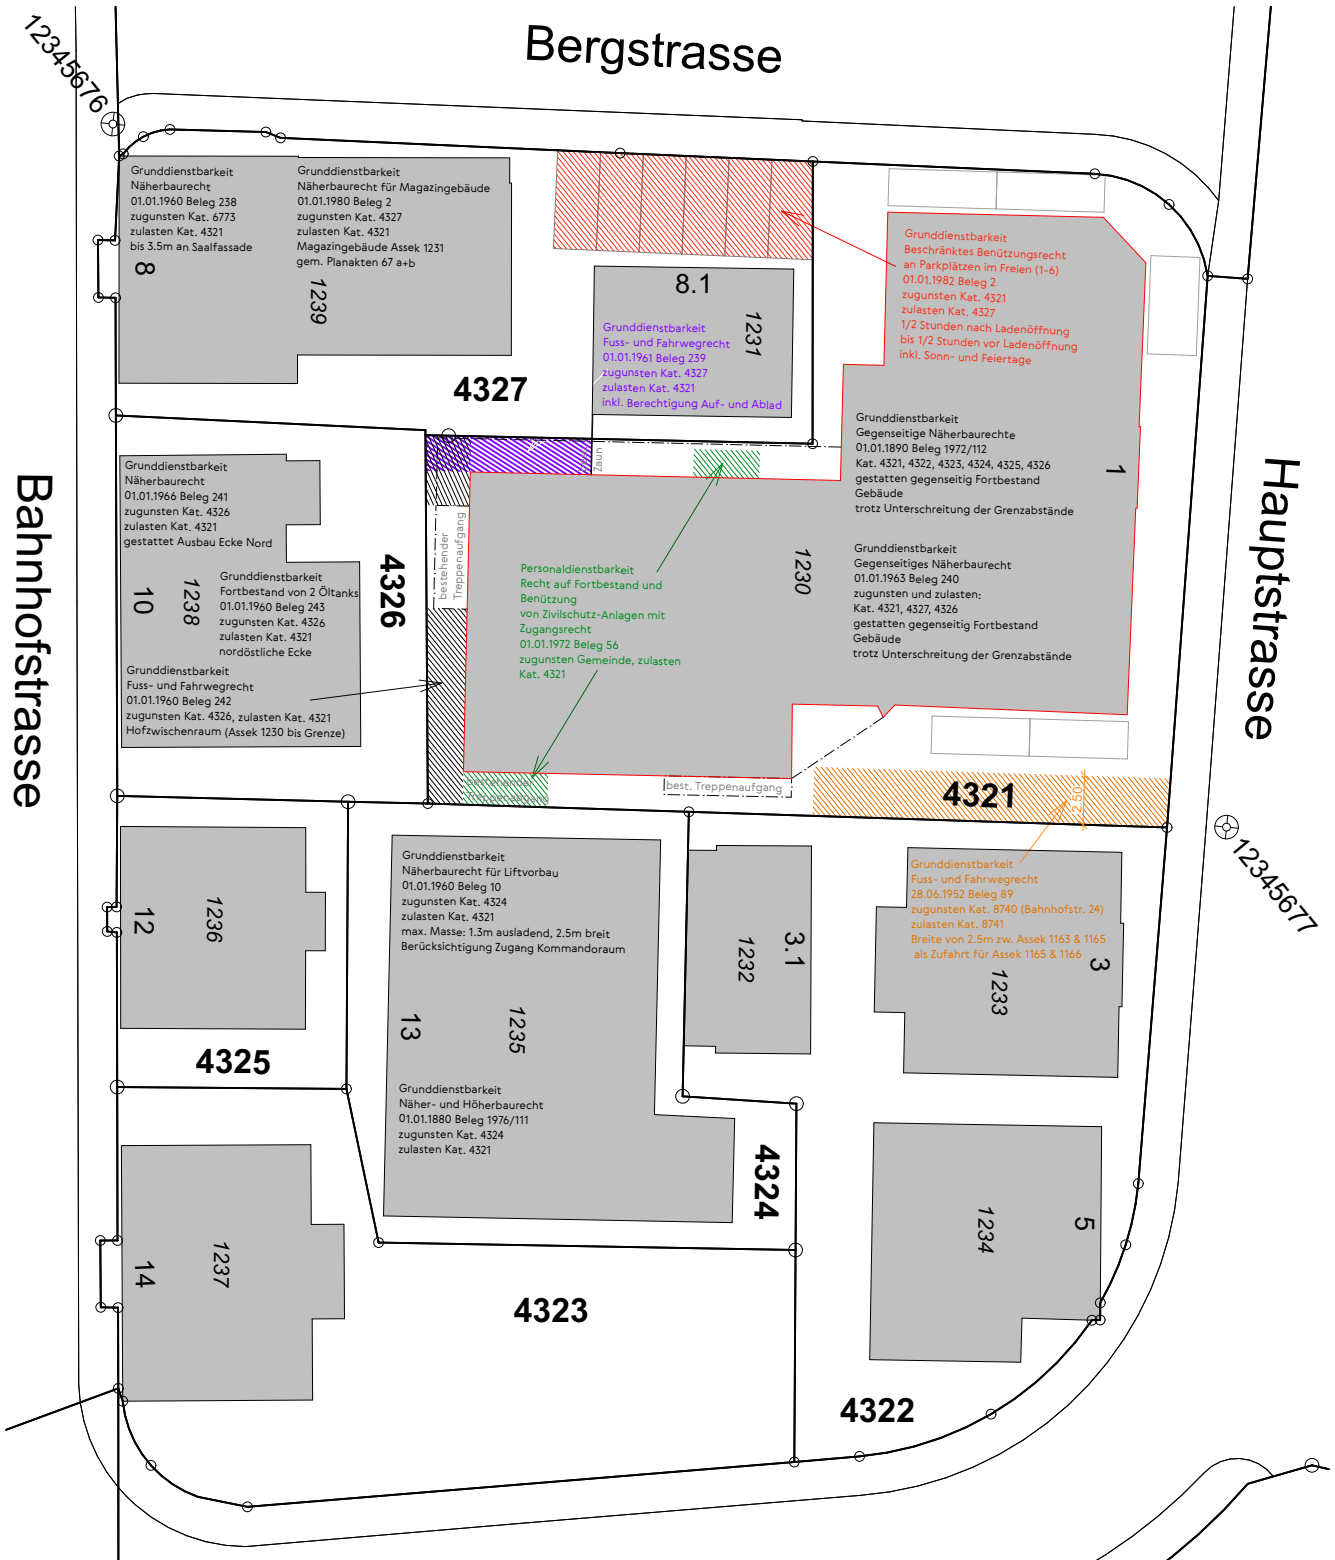 Bergstrasse
12345676
Grunddienstbarkeit
Näherbaurecht
01.01.1960 Beleg 238
zugunsten Kat. 6773
zulasten Kat. 4321
bis 3.5m an Saalfassade
8
Grunddienstbarkeit
Näherbaurecht für Magazingebäude
01.01.1980 Beleg 2
zugunsten Kat. 4327
zulasten Kat. 4321
Magazingebäude Assek 1231
gem. Planakten 67 a+b
1239
4327
8.1
1231
Grunddienstbarkeit
Fuss- und Fahrwegrecht
01.01.1961 Beleg 239
zugunsten Kat. 4327
zulasten Kat. 4321
inkl. Berechtigung Auf- und Ablad
Grunddienstbarkeit
Beschränktes Benützungsrecht
an Parkplätzen im Freien (1-6)
01.01.1982 Beleg 2
zugunsten Kat. 4321
zulasten Kat. 4327
1/2 Stunden nach Ladenöffnung
bis 1/2 Stunden vor Ladenöffnung
inkl. Sonn- und Feiertage
Grunddienstbarkeit
Gegenseitige Näherbaurechte
01.01.1890 Beleg 1972/112
Kat. 4321, 4322, 4323, 4324, 4325, 4326
gestatten gegenseitig Fortbestand
Gebäude
trotz Unterschreitung der Grenzabstände
1
Grunddienstbarkeit
Gegenseitiges Näherbaurecht
01.01.1963 Beleg 240
zugunsten und zulasten:
Kat. 4321, 4327, 4326
gestatten gegenseitig Fortbestand
Gebäude
trotz Unterschreitung der Grenzabstände
1230
Zaun
Hauptstrasse
Bahnhofstrasse
Grunddienstbarkeit
Näherbaurecht
01.01.1966 Beleg 241
zugunsten Kat. 4326
zulasten Kat. 4321
gestattet Ausbau Ecke Nord
10
1238
Grunddienstbarkeit
Fortbestand von 2 Öltanks
01.01.1960 Beleg 243
zugunsten Kat. 4326
zulasten Kat. 4321
nordöstliche Ecke
Grunddienstbarkeit
Fuss- und Fahrwegrecht
01.01.1960 Beleg 242
zugunsten Kat. 4326, zulasten Kat. 4321
Hofzwischenraum (Assek 1230 bis Grenze)
4326
bestehender
Treppenaufgang
Personaldienstbarkeit
Recht auf Fortbestand und
Benützung
von Zivilschutz-Anlagen mit
Zugangsrecht
01.01.1972 Beleg 56
zugunsten Gemeinde, zulasten
Kat. 4321
bestehender
Treppenabgang
best. Treppenaufgang
4321
2.50
12345677
12
1236
4325
Grunddienstbarkeit
Näherbaurecht für Liftvorbau
01.01.1960 Beleg 10
zugunsten Kat. 4324
zulasten Kat. 4321
max. Masse: 1.3m ausladend, 2.5m breit
Berücksichtigung Zugang Kommandoraum
13
1235
Grunddienstbarkeit
Näher- und Höherbaurecht
01.01.1880 Beleg 1976/111
zugunsten Kat. 4324
zulasten Kat. 4321
3.1
1232
Grunddienstbarkeit
Fuss- und Fahrwegrecht
28.06.1952 Beleg 89
zugunsten Kat. 8740 (Bahnhofstr. 24)
zulasten Kat. 8741
Breite von 2.5m zw. Assek 1163 & 1165
als Zufahrt für Assek 1165 & 1166
3
1233
4324
5
1234
14
1237
4323
4322